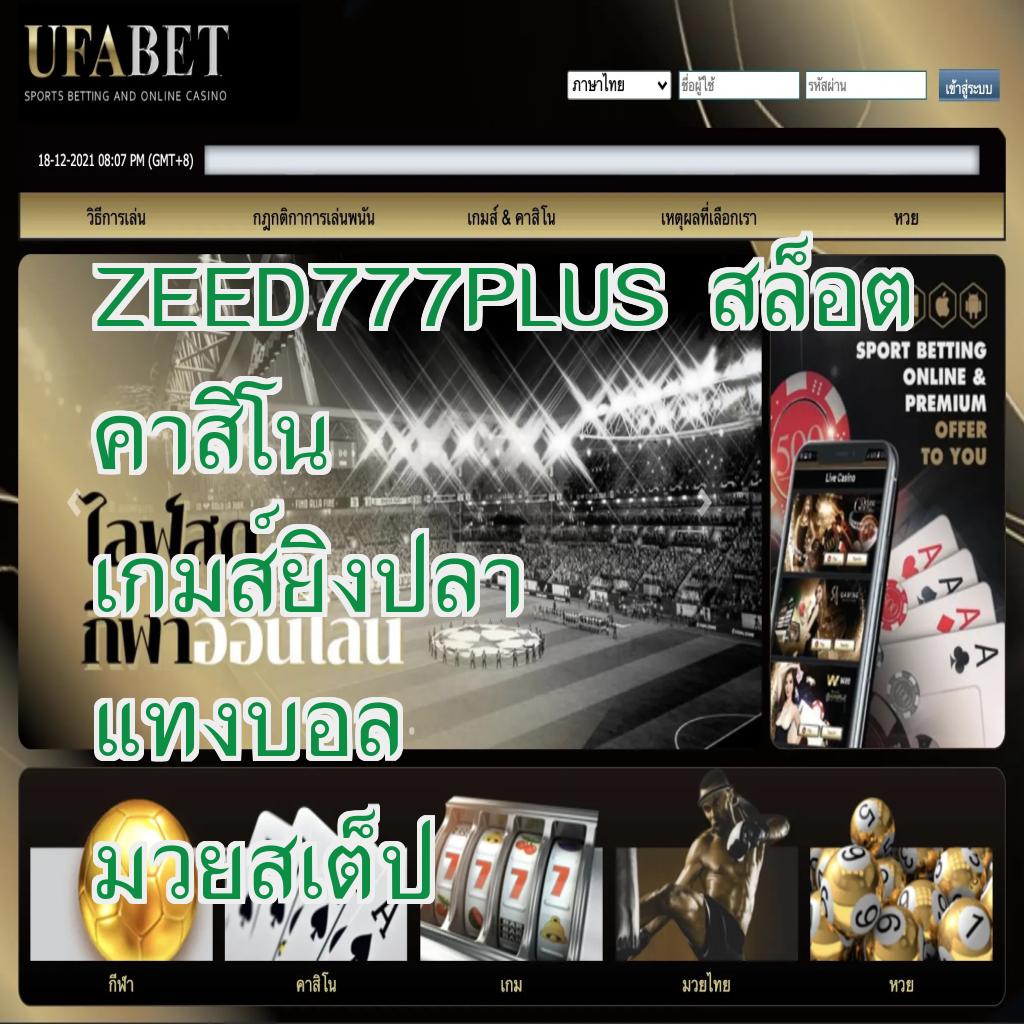 UFABET
SPORTS BETTING AND ONLINE CASINO
ภาษาไทย ชื่อผู้ใช้ รหัสผ่าน เข้าสู่ระบบ
18-12-2021 08:07 PM (GMT+8)
วิธีการเล่น กฎกติกาการเล่นพนัน เกมส์ & คาสิโน เหตุผลที่เลือกเรา หวย
ZEED777PLUS สล็อต
คาสิโน
เกมส์ยิงปลา
แทงบอล
มวยสเต็ป
ไลฟ์สด
กีฬาออนไลน์
SPORT BETTING
ONLINE &
PREMIUM
OFFER
TO YOU
Live Casino
กีฬา คาสิโน เกม มวยไทย หวย